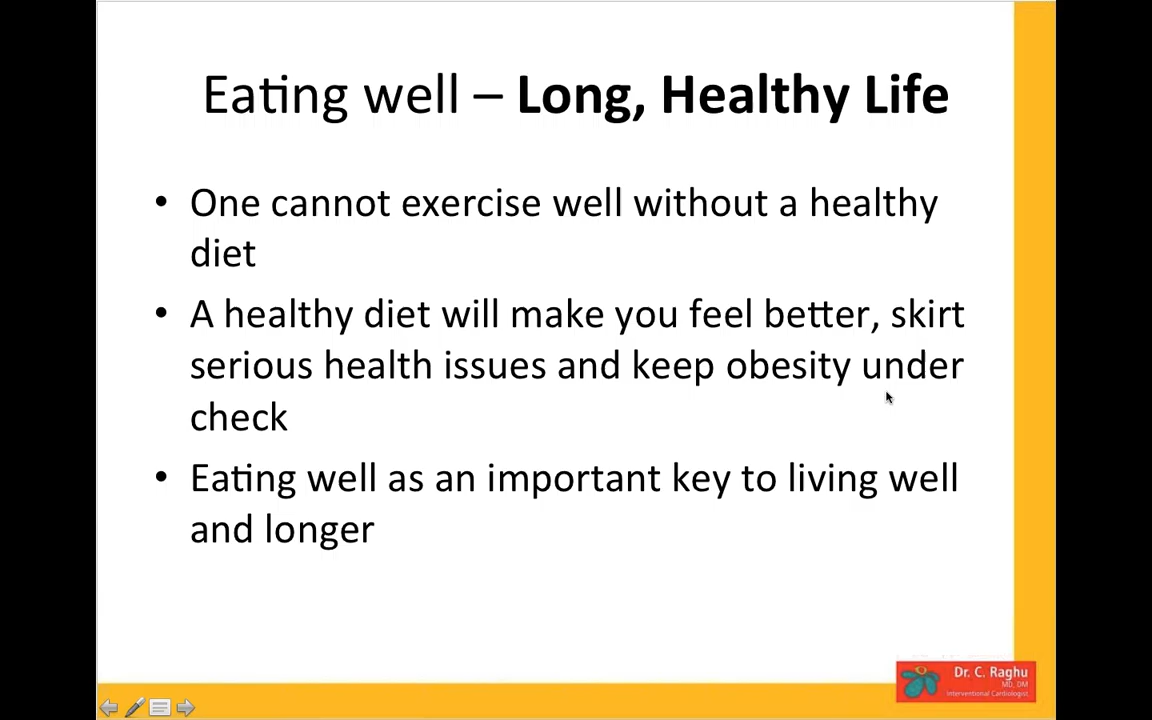 Eating well – Long, Healthy Life
• One cannot exercise well without a healthy
diet
• A healthy diet will make you feel better, skirt
serious health issues and keep obesity under
check
• Eating well as an important key to living well
and longer
Dr. C. Raghu
MD, DM
Interventional Cardiologist